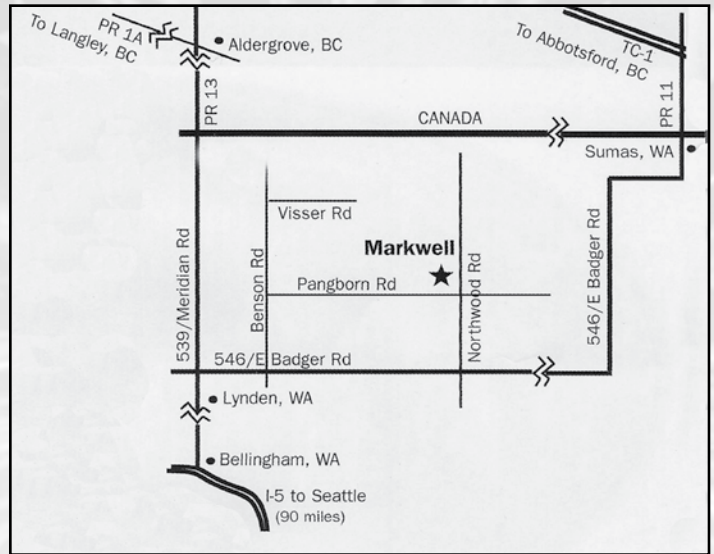 PR 1A
To Langley, BC
Aldergrove, BC
To Abbotsford, BC
TC-1
PR 13
PR 11
CANADA
Sumas, WA
Visser Rd
Markwell
539/Meridian Rd
Benson Rd
Pangborn Rd
Northwood Rd
546/E Badger Rd
546/E Badger Rd
Lynden, WA
Bellingham, WA
I-5 to Seattle
(90 miles)